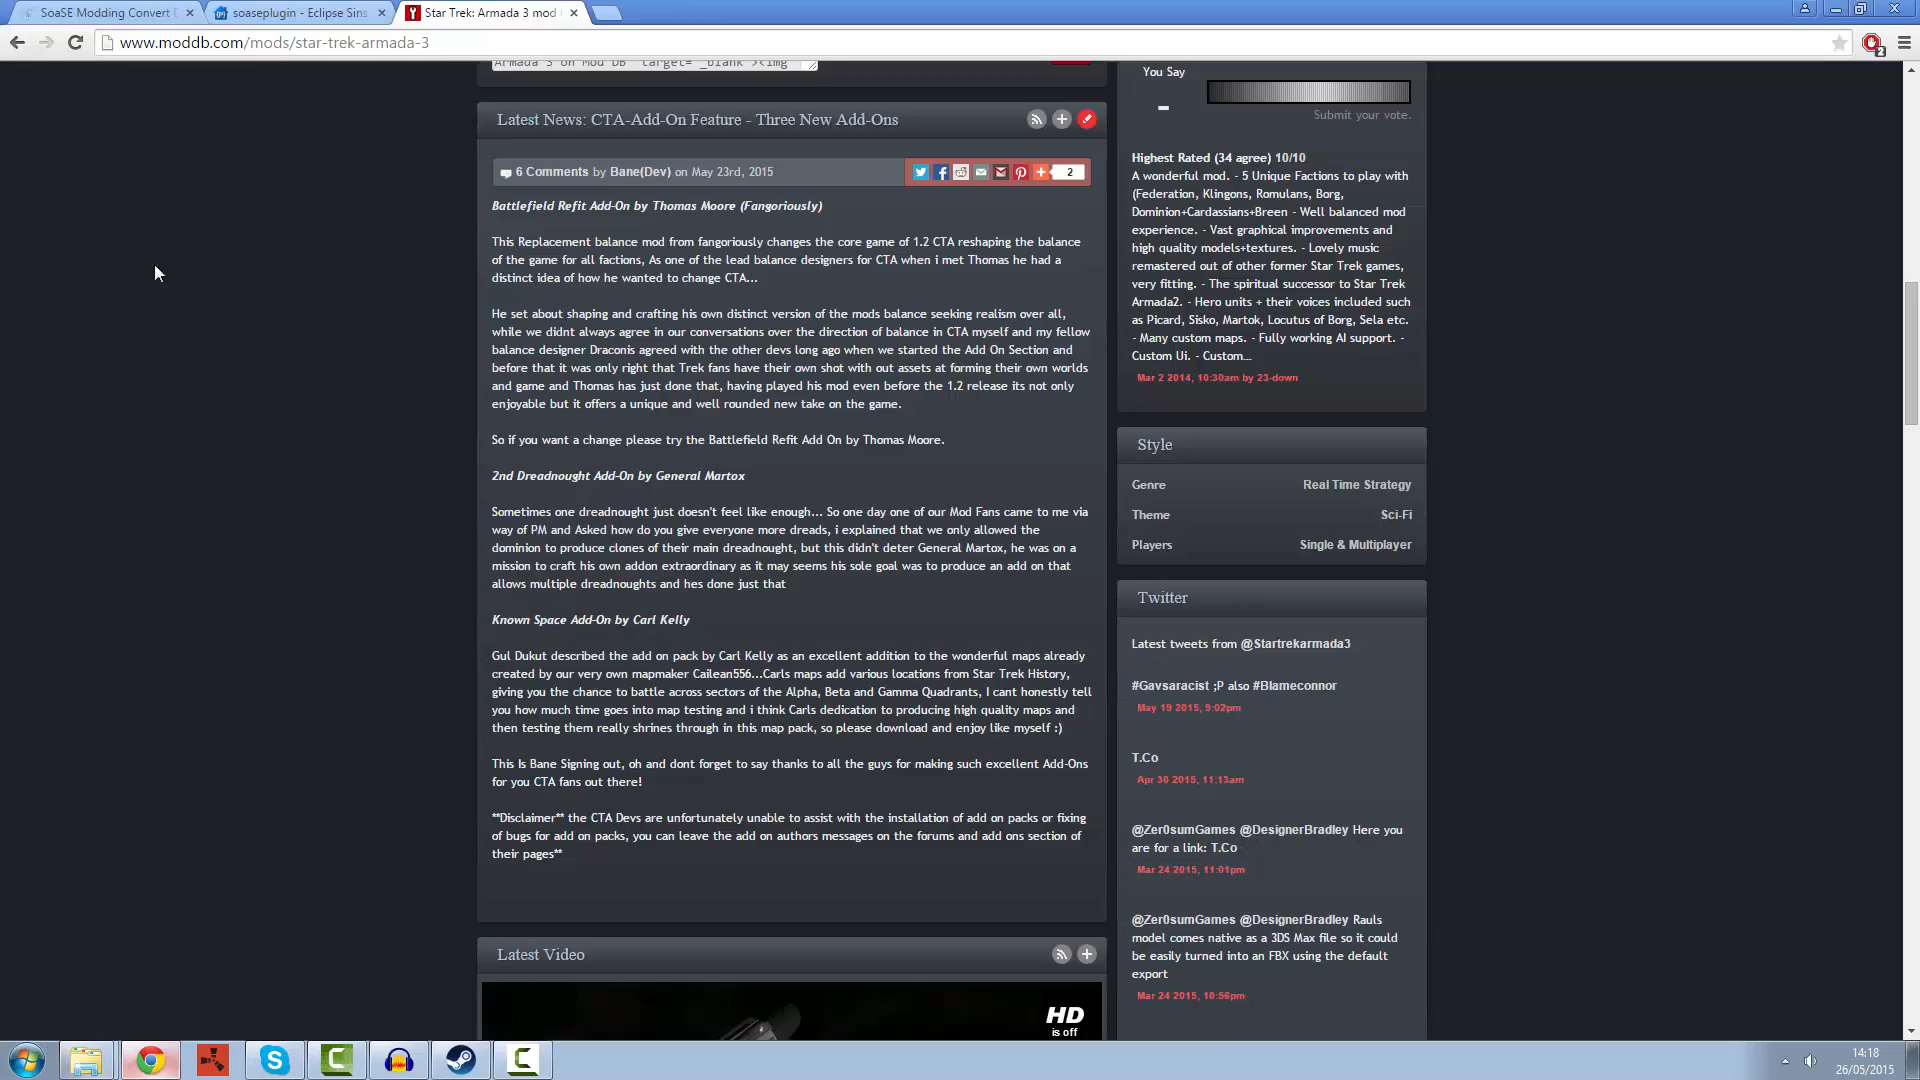 SoaSE Modding Convert D
soaseplugin - Eclipse Sins
Star Trek: Armada 3 mod
www.moddb.com/mods/star-trek-armada-3
2
Armada 3 on Mod DB" target="_blank"><img
Latest News: CTA-Add-On Feature - Three New Add-Ons
6 Comments by Bane(Dev) on May 23rd, 2015
2
Battlefield Refit Add-On by Thomas Moore (Fangoriously)
This Replacement balance mod from fangoriously changes the core game of 1.2 CTA reshaping the balance
of the game for all factions, As one of the lead balance designers for CTA when i met Thomas he had a
distinct idea of how he wanted to change CTA...
He set about shaping and crafting his own distinct version of the mods balance seeking realism over all,
while we didnt always agree in our conversations over the direction of balance in CTA myself and my fellow
balance designer Draconis agreed with the other devs long ago when we started the Add On Section and
before that it was only right that Trek fans have their own shot with out assets at forming their own worlds
and game and Thomas has just done that, having played his mod even before the 1.2 release its not only
enjoyable but it offers a unique and well rounded new take on the game.
So if you want a change please try the Battlefield Refit Add On by Thomas Moore.
2nd Dreadnought Add-On by General Martox
Sometimes one dreadnought just doesn't feel like enough... So one day one of our Mod Fans came to me via
way of PM and Asked how do you give everyone more dreads, i explained that we only allowed the
dominion to produce clones of their main dreadnought, but this didn't deter General Martox, he was on a
mission to craft his own addon extraordinary as it may seems his sole goal was to produce an add on that
allows multiple dreadnoughts and hes done just that
Known Space Add-On by Carl Kelly
Gul Dukut described the add on pack by Carl Kelly as an excellent addition to the wonderful maps already
created by our very own mapmaker Cailean556...Carls maps add various locations from Star Trek History,
giving you the chance to battle across sectors of the Alpha, Beta and Gamma Quadrants, I cant honestly tell
you how much time goes into map testing and i think Carls dedication to producing high quality maps and
then testing them really shrines through in this map pack, so please download and enjoy like myself :)
This Is Bane Signing out, oh and dont forget to say thanks to all the guys for making such excellent Add-Ons
for you CTA fans out there!
**Disclaimer** the CTA Devs are unfortunately unable to assist with the installation of add on packs or fixing
of bugs for add on packs, you can leave the add on authors messages on the forums and add ons section of
their pages**
Latest Video
HD
is off
You Say
-
Submit your vote.
Highest Rated (34 agree) 10/10
A wonderful mod. - 5 Unique Factions to play with
(Federation, Klingons, Romulans, Borg,
Dominion+Cardassians+Breen - Well balanced mod
experience. - Vast graphical improvements and
high quality models+textures. - Lovely music
remastered out of other former Star Trek games,
very fitting. - The spiritual successor to Star Trek
Armada2. - Hero units + their voices included such
as Picard, Sisko, Martok, Locutus of Borg, Sela etc.
- Many custom maps. - Fully working AI support. -
Custom Ui. - Custom...
Mar 2 2014, 10:30am by 23-down
Style
Genre Real Time Strategy
Theme Sci-Fi
Players Single & Multiplayer
Twitter
Latest tweets from @Startrekarmada3
#Gavsaracist ;P also #Blameconnor
May 19 2015, 9:02pm
T.Co
Apr 30 2015, 11:13am
@Zer0sumGames @DesignerBradley Here you
are for a link: T.Co
Mar 24 2015, 11:01pm
@Zer0sumGames @DesignerBradley Rauls
model comes native as a 3DS Max file so it could
be easily turned into an FBX using the default
export
Mar 24 2015, 10:56pm
14:18
26/05/2015